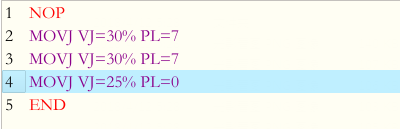 1 NOP
2 MOVJ VJ=30% PL=7
3 MOVJ VJ=30% PL=7
4 MOVJ VJ=25% PL=0
5 END